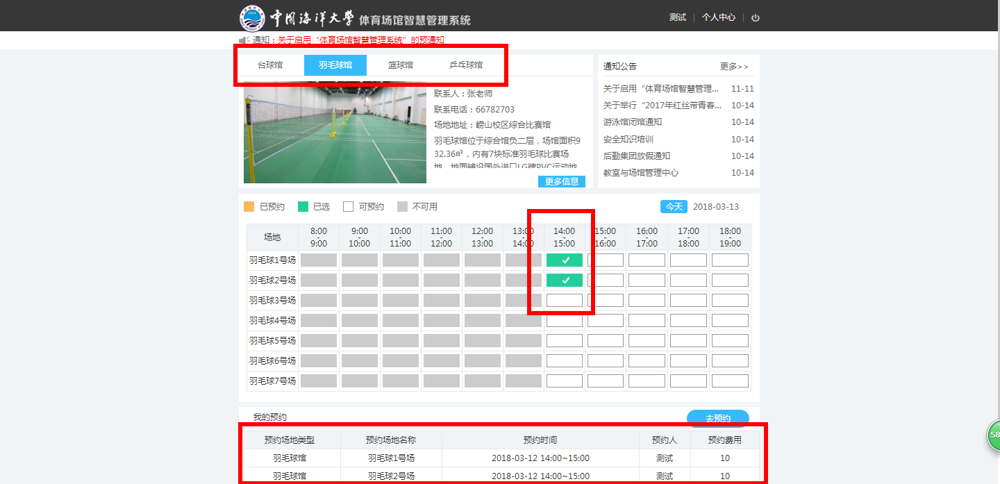 中国海洋大学 体育场馆智慧管理系统
测试 个人中心
通知：关于启用“体育场馆智慧管理系统”的预通知
台球馆 羽毛球馆 篮球馆 乒乓球馆
联系人：张老师
联系电话：66782703
场地地址：崂山校区综合比赛馆
羽毛球馆位于综合馆负二层，场馆面积9
32.36㎡，内有7块标准羽毛球比赛场
地，地面铺设国外进口LG牌PVC运动地
更多信息
通知公告 更多>>
关于启用“体育场馆智慧管理... 11-11
关于举行“2017年红丝带青春... 10-14
游泳馆闭馆通知 10-14
安全知识培训 10-14
后勤集团放假通知 10-14
教室与场馆管理中心 10-14
已预约 已选 可预约 不可用 今天 2018-03-13
场地 8:00-9:00 9:00-10:00 10:00-11:00 11:00-12:00 12:00-13:00 13:00-14:00 14:00-15:00 15:00-16:00 16:00-17:00 17:00-18:00 18:00-19:00
羽毛球1号场
羽毛球2号场
羽毛球3号场
羽毛球4号场
羽毛球5号场
羽毛球6号场
羽毛球7号场
我的预约 去预约
预约场地类型 预约场地名称 预约时间 预约人 预约费用
羽毛球馆 羽毛球1号场 2018-03-12 14:00~15:00 测试 10
羽毛球馆 羽毛球2号场 2018-03-12 14:00~15:00 测试 10
58